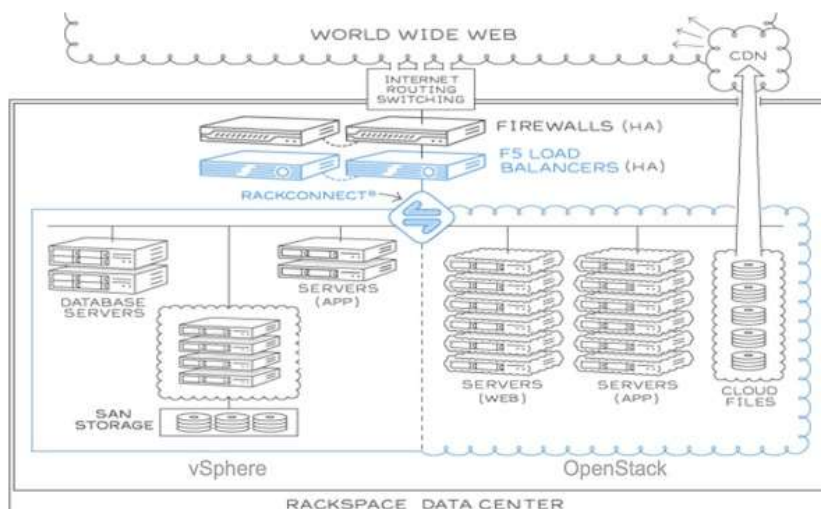 WORLD WIDE WEB
CDN
INTERNET
ROUTING
SWITCHING
FIREWALLS (HA)
F5 LOAD
BALANCERS (HA)
RACKCONNECT®
DATABASE
SERVERS
SERVERS
(APP)
SERVERS
(WEB)
SERVERS
(APP)
CLOUD
FILES
SAN
STORAGE
vSphere
OpenStack
RACKSPACE DATA CENTER